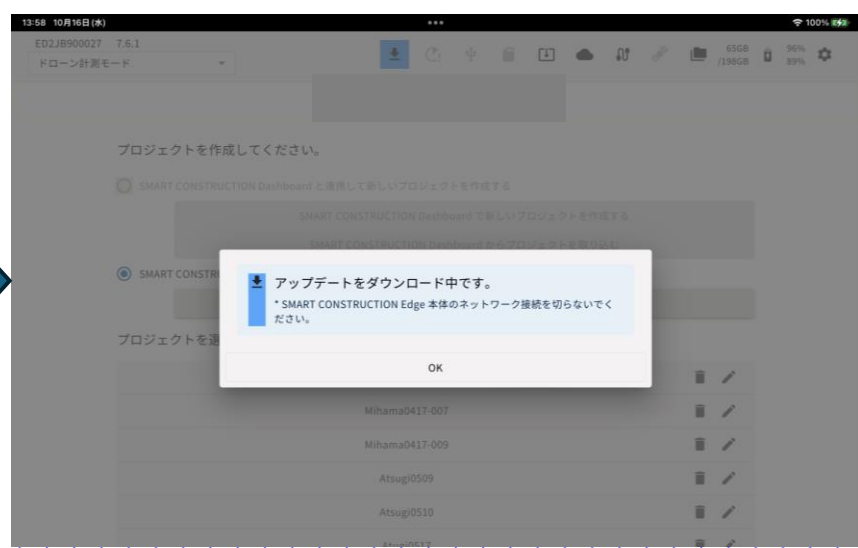 13:58 10月16日(水)
100%
ED2JB900027 7.6.1
ドローン計測モード
65GB
/198GB
96%
89%
プロジェクトを作成してください。
SMART CONSTRUCTION Dashboard と連携して新しいプロジェクトを作成する
SMART CONSTRUCTION Dashboard で新しいプロジェクトを作成する
SMART CONSTRUCTION Dashboard からプロジェクトを取り込む
SMART CONSTR
アップデートをダウンロード中です。
* SMART CONSTRUCTION Edge 本体のネットワーク接続を切らないでく
ださい。
プロジェクトを選
OK
Mihama0417-007
Mihama0417-009
Atsugi0509
Atsugi0510
Atsugi0517